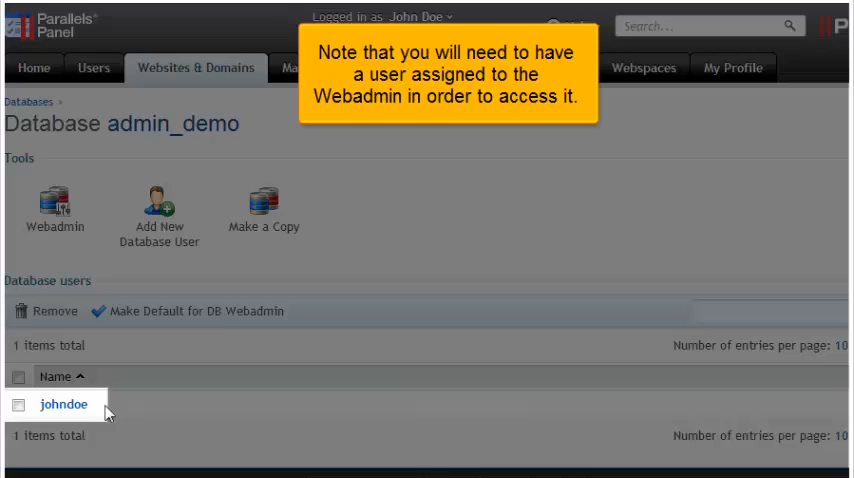 Parallels®
Panel
Logged in as John Doe
Search...
Note that you will need to have
a user assigned to the
Webadmin in order to access it.
Home Users Websites & Domains Webspaces My Profile
Databases >
Database admin_demo
Tools
Webadmin
Add New
Database User
Make a Copy
Database users
Remove Make Default for DB Webadmin
1 items total Number of entries per page: 10
Name
johndoe
1 items total Number of entries per page: 10